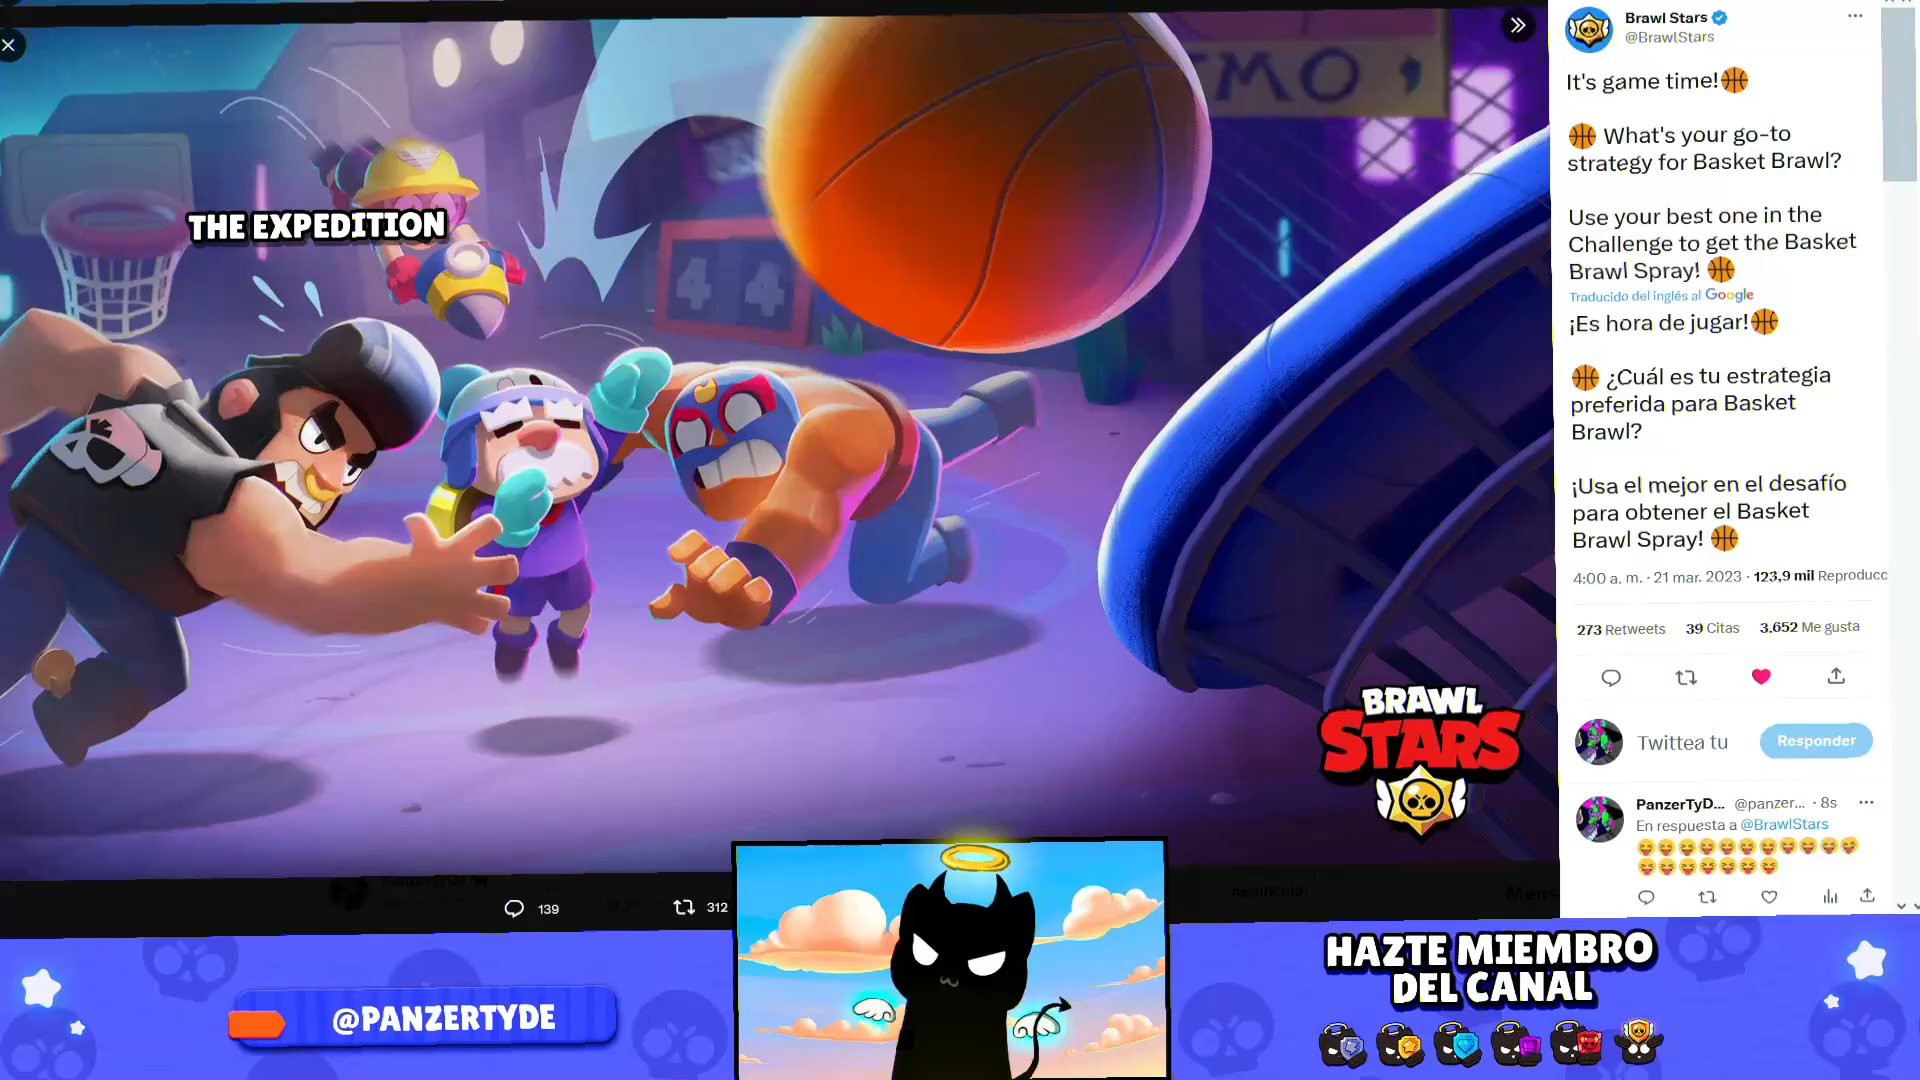 Brawl Stars
@BrawlStars
It's game time!🏀
🏀 What's your go-to
strategy for Basket Brawl?
Use your best one in the
Challenge to get the Basket
Brawl Spray! 🏀
Traducido del inglés al Google
¡Es hora de jugar!🏀
🏀 ¿Cuál es tu estrategia
preferida para Basket
Brawl?
¡Usa el mejor en el desafío
para obtener el Basket
Brawl Spray! 🏀
4:00 a. m. · 21 mar. 2023 · 123,9 mil Reproducc
273 Retweets 39 Citas 3.652 Me gusta
Twittea tu
Responder
PanzerTyD... @panzer... · 8s
En respuesta a @BrawlStars
😝😝😝😝😝😝😝😝😝😝😝
😝😝😝😝😝😝😝
THE EXPEDITION
4 4
BRAWL
STARS
139
312
@PANZERTYDE
HAZTE MIEMBRO
DEL CANAL